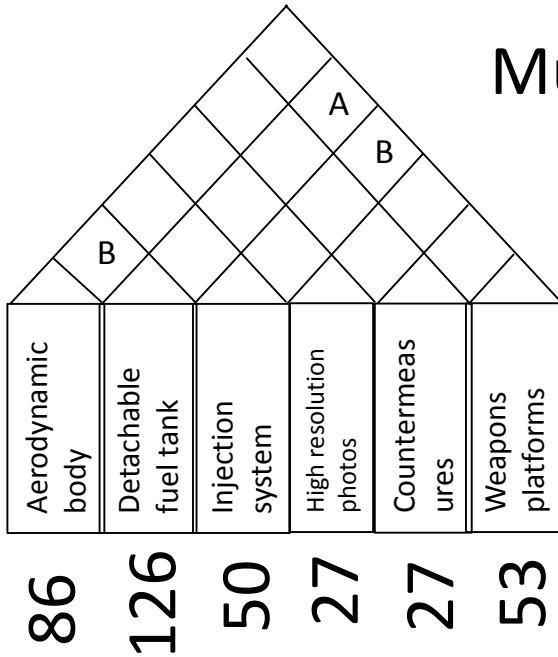 Mu
A
B
B
Aerodynamic
body
Detachable
fuel tank
Injection
system
High resolution
photos
Countermeas
ures
Weapons
platforms
86
126
50
27
27
53